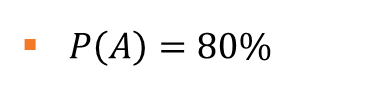 ▪ P(A) = 80%